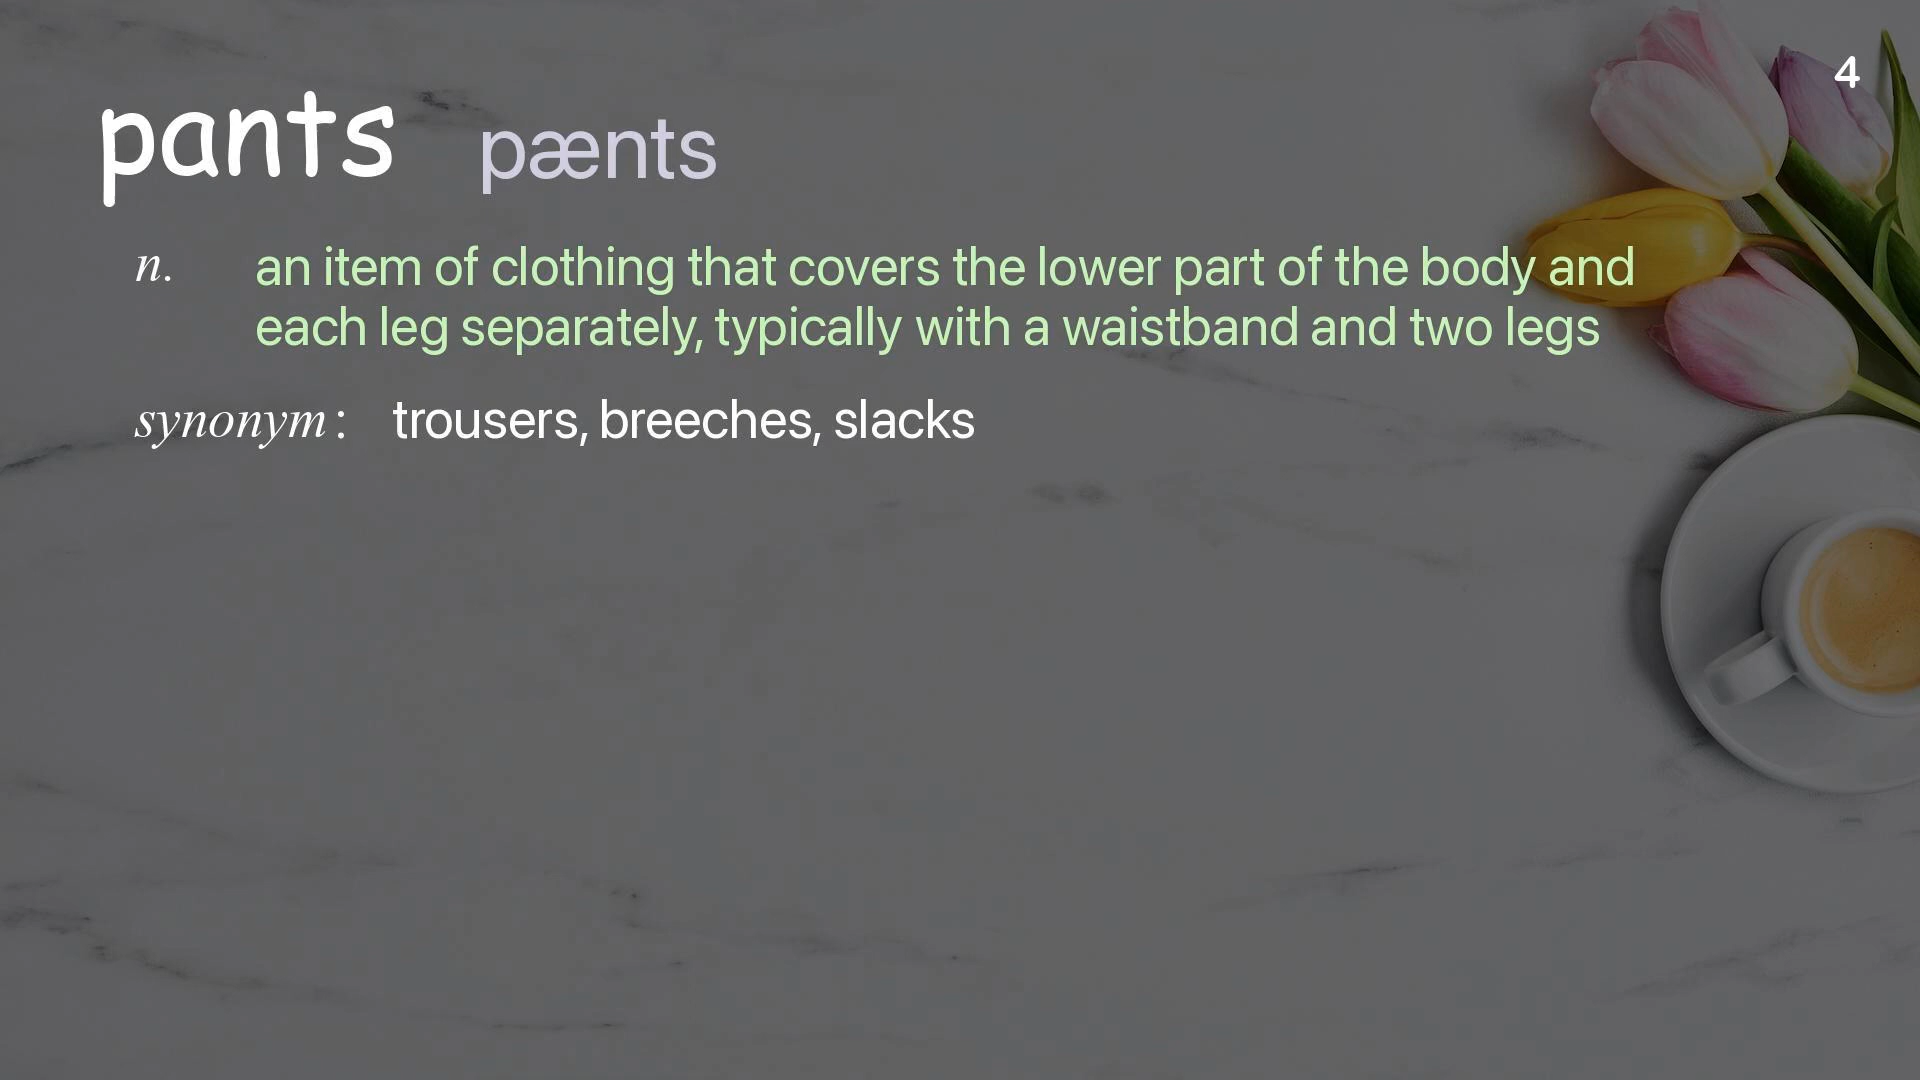 4
pants pænts
n. an item of clothing that covers the lower part of the body and
each leg separately, typically with a waistband and two legs
synonym: trousers, breeches, slacks